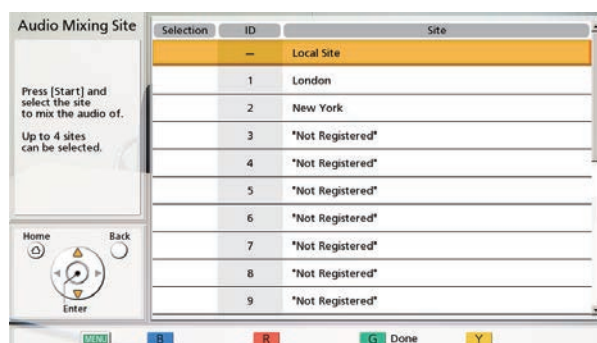 Audio Mixing Site
Press [Start] and
select the site
to mix the audio of.
Up to 4 sites
can be selected.
Home
Back
Enter
Selection ID Site
– Local Site
1 London
2 New York
3 "Not Registered"
4 "Not Registered"
5 "Not Registered"
6 "Not Registered"
7 "Not Registered"
8 "Not Registered"
9 "Not Registered"
MENU B R G Done Y